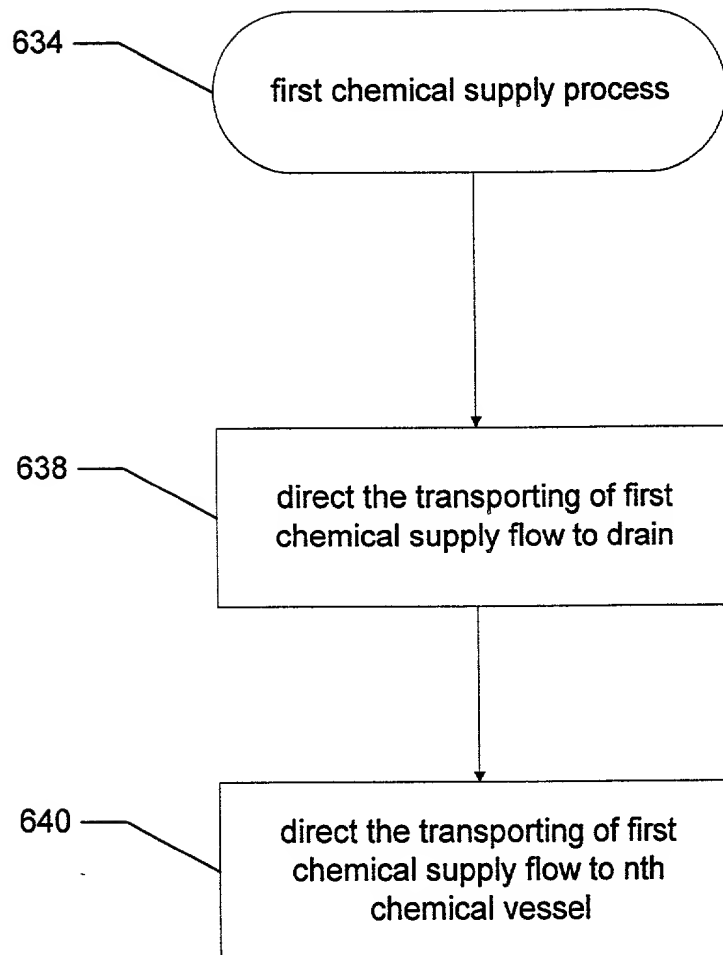 634
first chemical supply process
638
direct the transporting of first
chemical supply flow to drain
640
direct the transporting of first
chemical supply flow to nth
chemical vessel